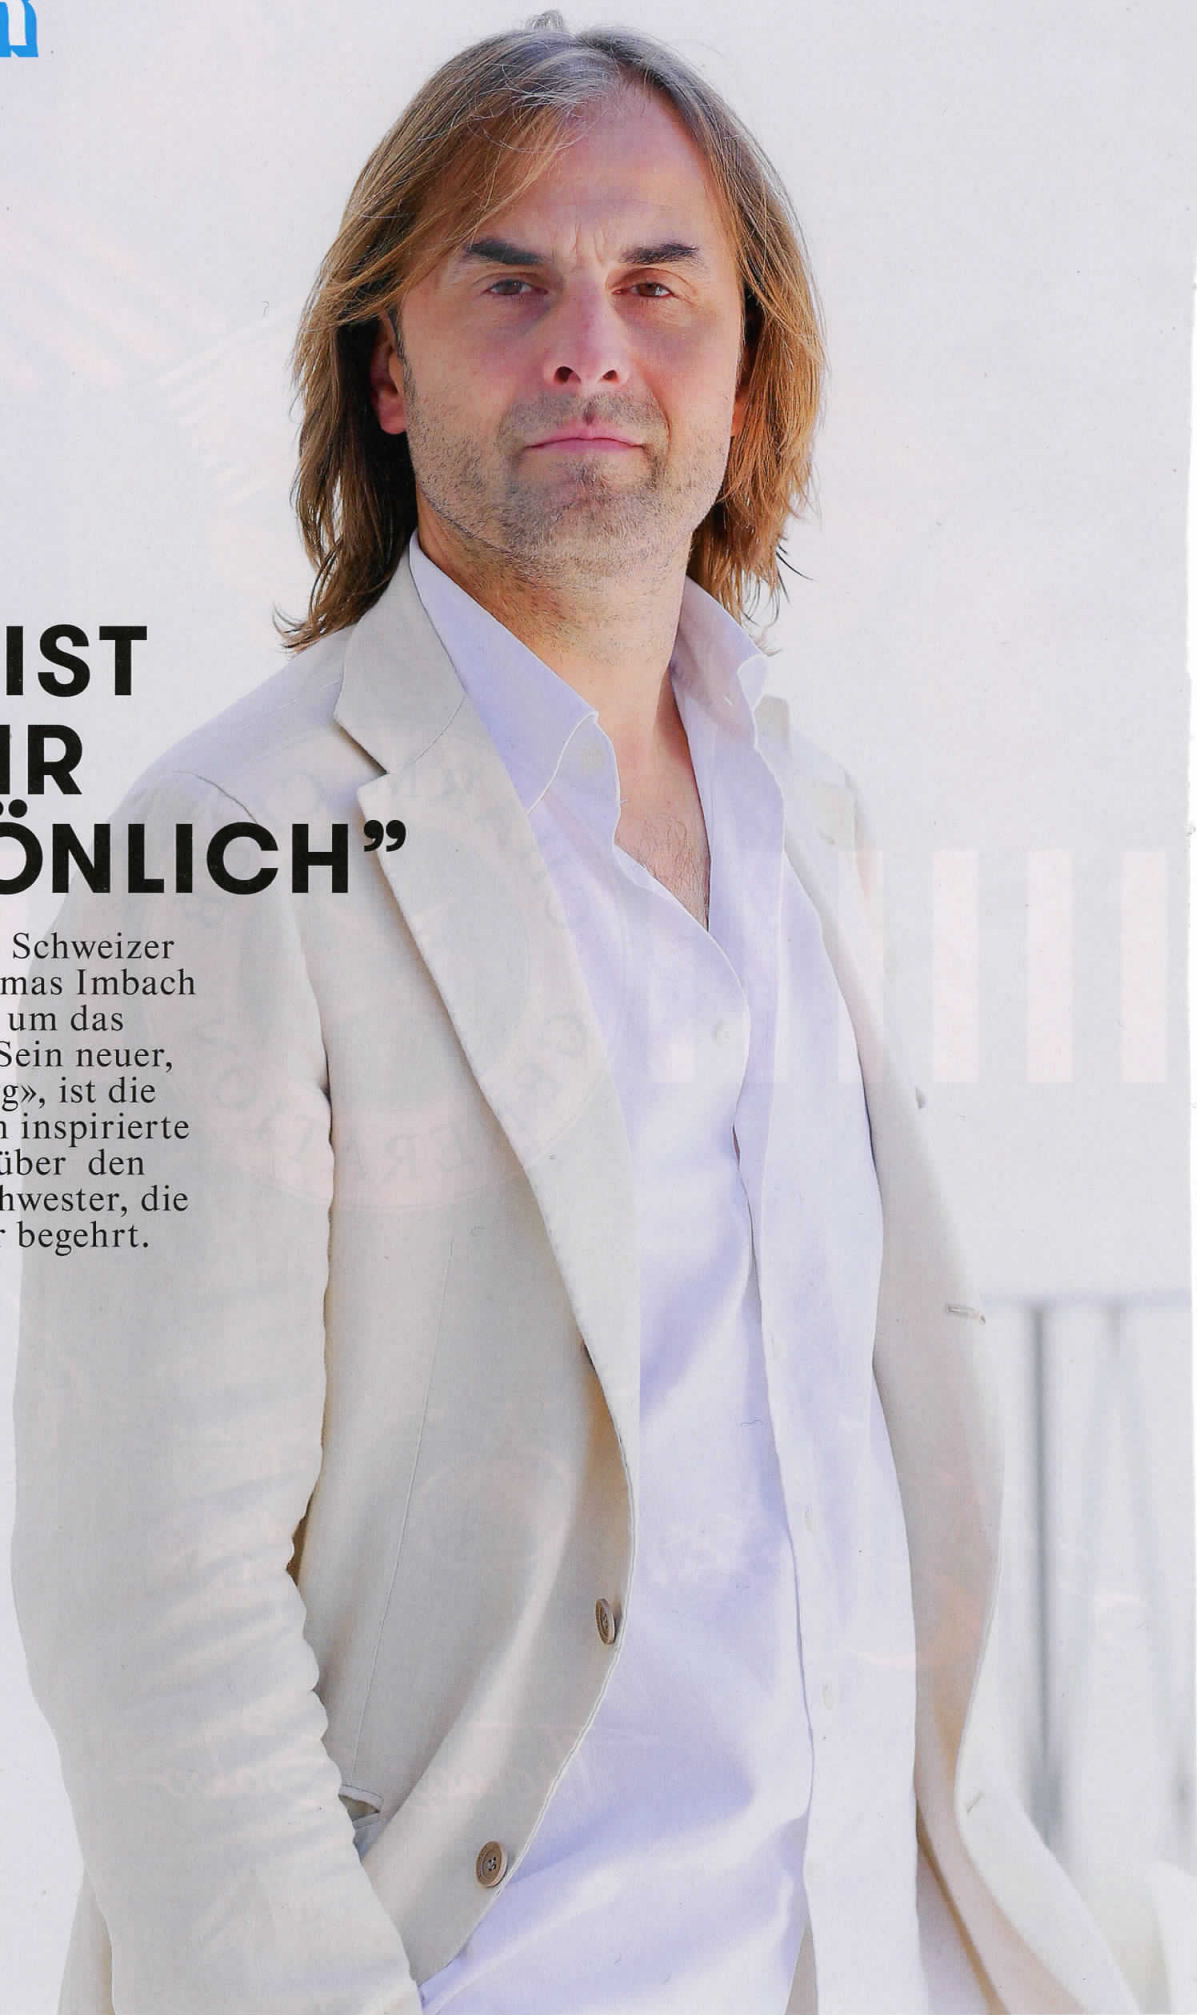 IST
IR
ÖNLICH”
Schweizer
mas Imbach
um das
Sein neuer,
g», ist die
n inspirierte
über den
hwester, die
r begehrt.